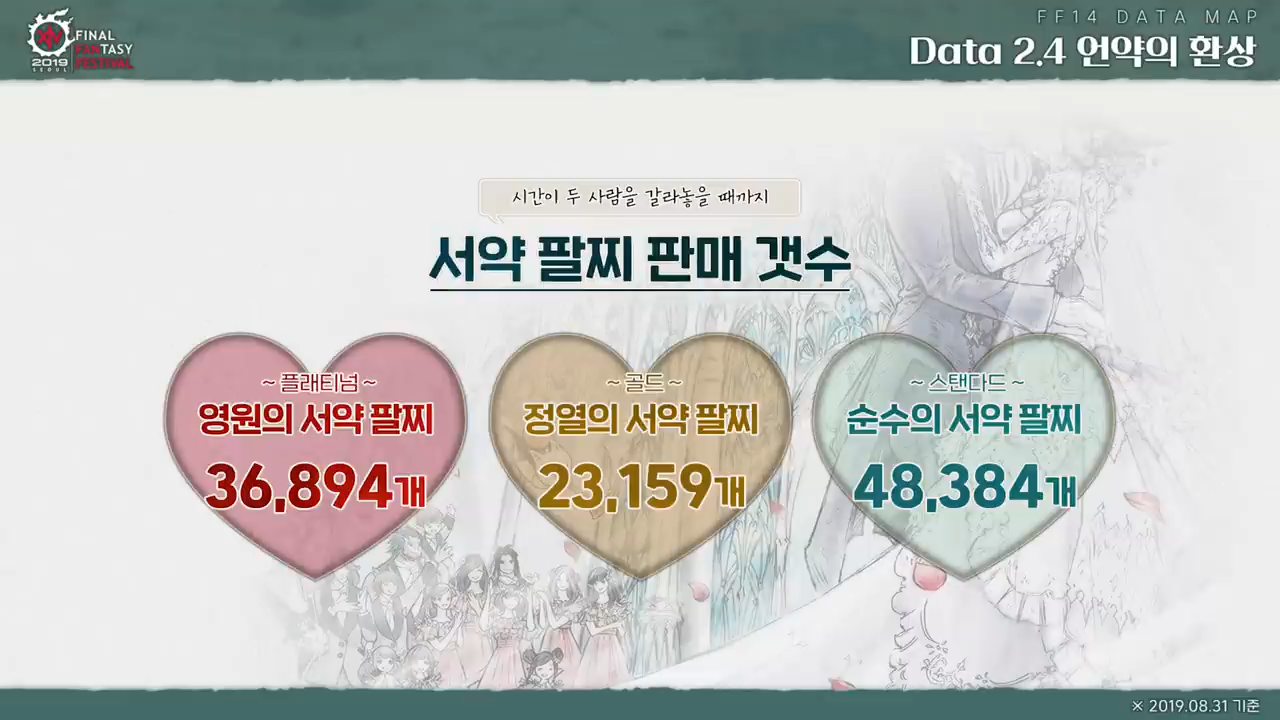 2019
SEOUL
FINAL
FANTASY
FESTIVAL
FF14 DATA MAP
Data 2.4 언약의 환상
시간이 두 사람을 갈라놓을 때까지
서약 팔찌 판매 갯수
~ 플래티넘 ~
영원의 서약 팔찌
36,894개
~ 골드 ~
정열의 서약 팔찌
23,159개
~ 스탠다드 ~
순수의 서약 팔찌
48,384개
× 2019.08.31 기준